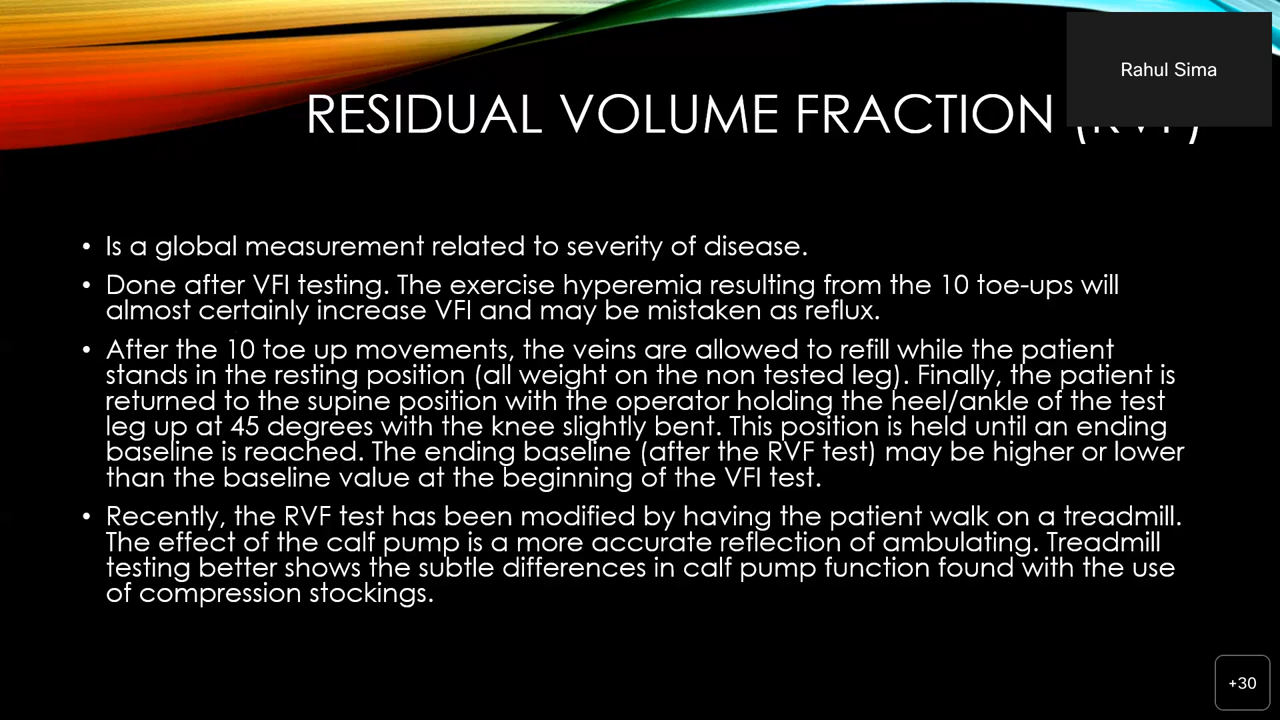 Rahul Sima
RESIDUAL VOLUME FRACTION
• Is a global measurement related to severity of disease.
• Done after VFI testing. The exercise hyperemia resulting from the 10 toe-ups will
almost certainly increase VFI and may be mistaken as reflux.
• After the 10 toe up movements, the veins are allowed to refill while the patient
stands in the resting position (all weight on the non tested leg). Finally, the patient is
returned to the supine position with the operator holding the heel/ankle of the test
leg up at 45 degrees with the knee slightly bent. This position is held until an ending
baseline is reached. The ending baseline (after the RVF test) may be higher or lower
than the baseline value at the beginning of the VFI test.
• Recently, the RVF test has been modified by having the patient walk on a treadmill.
The effect of the calf pump is a more accurate reflection of ambulating. Treadmill
testing better shows the subtle differences in calf pump function found with the use
of compression stockings.
+30